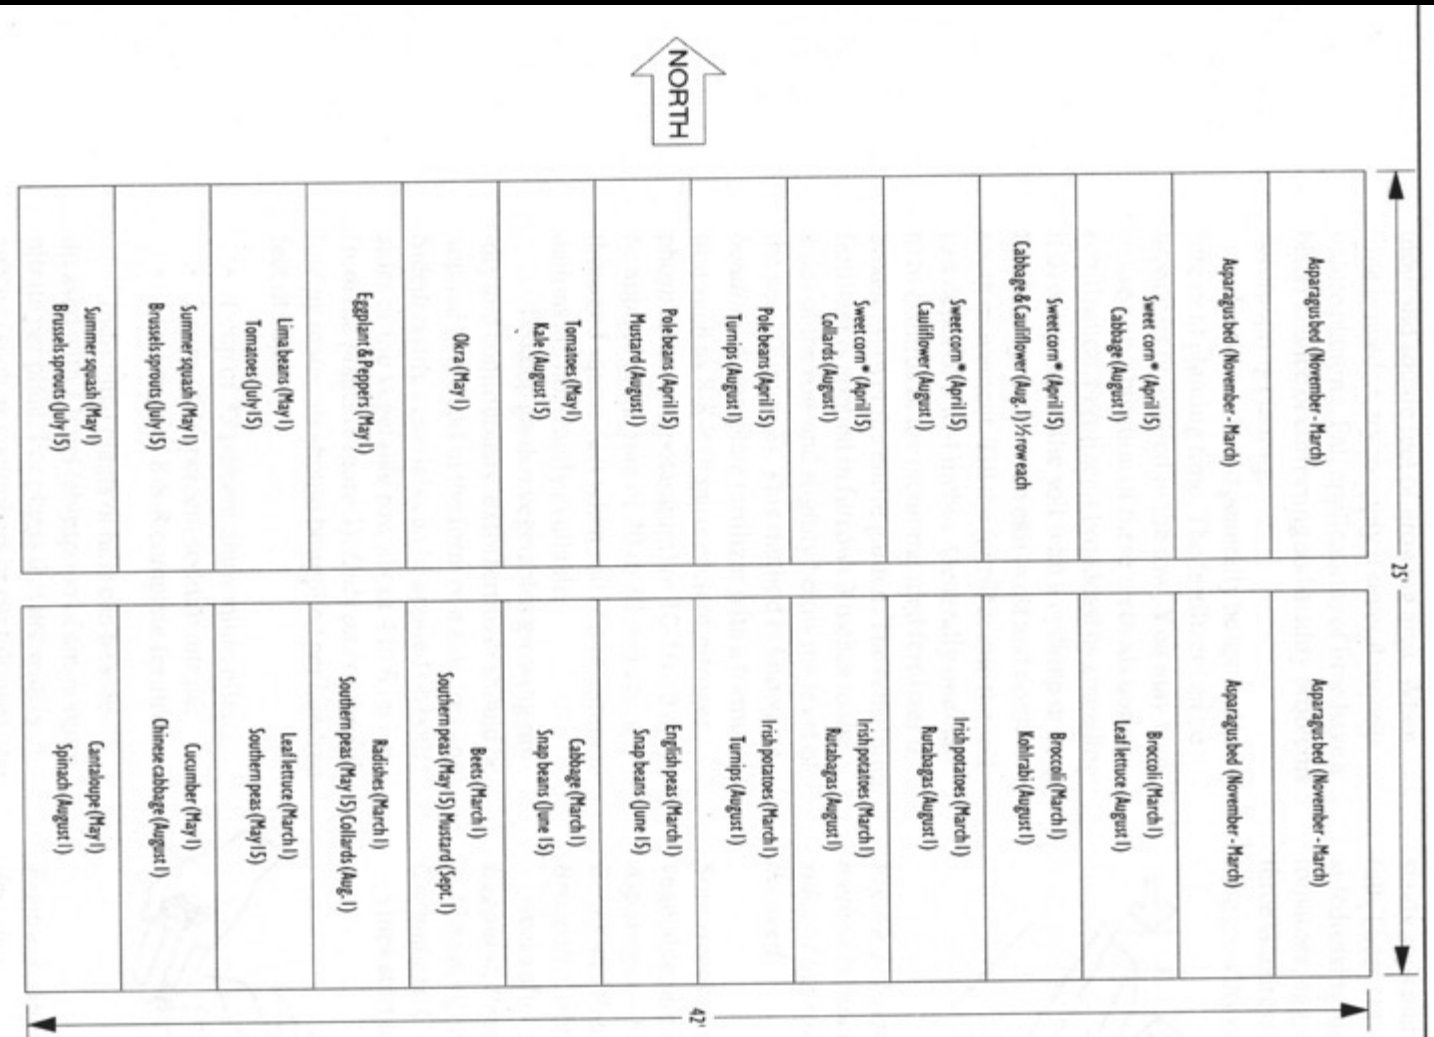 25'
Asparagus bed (November - March)
Asparagus bed (November - March)
Asparagus bed (November - March)
Asparagus bed (November - March)
Sweet corn* (April 15)
Cabbage (August 1)
Broccoli (March 1)
Leaf lettuce (August 1)
Sweet corn* (April 15)
Cabbage & Cauliflower (Aug. 1) ½ row each
Broccoli (March 1)
Kohlrabi (August 1)
Sweet corn* (April 15)
Cauliflower (August 1)
Irish potatoes (March 1)
Rutabagas (August 1)
Sweet corn* (April 15)
Collards (August 1)
Irish potatoes (March 1)
Rutabagas (August 1)
Pole beans (April 15)
Turnips (August 1)
Irish potatoes (March 1)
Turnips (August 1)
NORTH
Pole beans (April 15)
Mustard (August 1)
English peas (March 1)
Snap beans (June 15)
42'
Tomatoes (May 1)
Kale (August 15)
Cabbage (March 1)
Snap beans (June 15)
Okra (May 1)
Beets (March 1)
Southern peas (May 15) Mustard (Sept. 1)
Eggplant & Peppers (May 1)
Radishes (March 1)
Southern peas (May 15) Collards (Aug. 1)
Lima beans (May 1)
Tomatoes (July 15)
Leaf lettuce (March 1)
Southern peas (May 15)
Summer squash (May 1)
Brussels sprouts (July 15)
Cucumber (May 1)
Chinese cabbage (August 1)
Summer squash (May 1)
Brussels sprouts (July 15)
Cantaloupe (May 1)
Spinach (August 1)